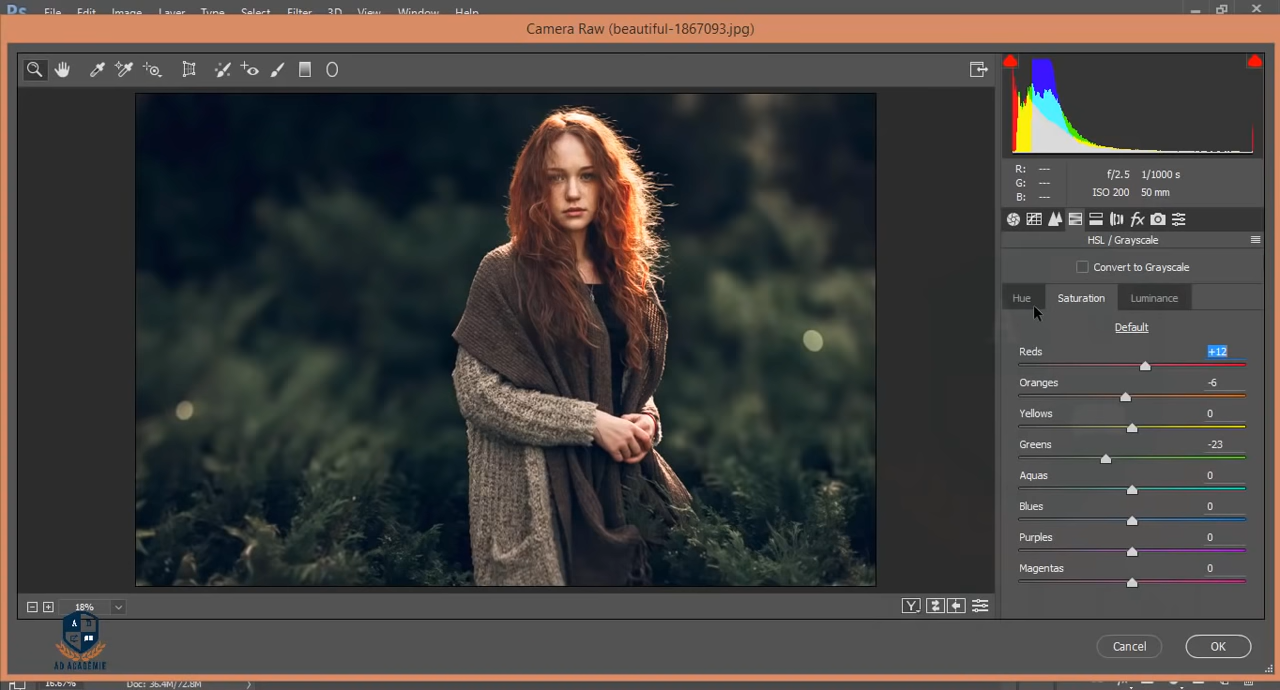 Ps File Edit Image Layer Type Select Filter 3D View Window Help
Camera Raw (beautiful-1867093.jpg)
R: ---
G: ---
B: ---
f/2.5 1/1000 s
ISO 200 50 mm
fx
HSL / Grayscale
Convert to Grayscale
Hue Saturation Luminance
Default
Reds +12
Oranges -6
Yellows 0
Greens -23
Aquas 0
Blues 0
Purples 0
Magentas 0
18%
Y
AD ACADEMIE
Cancel OK
16.67% Doc: 36.4M/72.8M